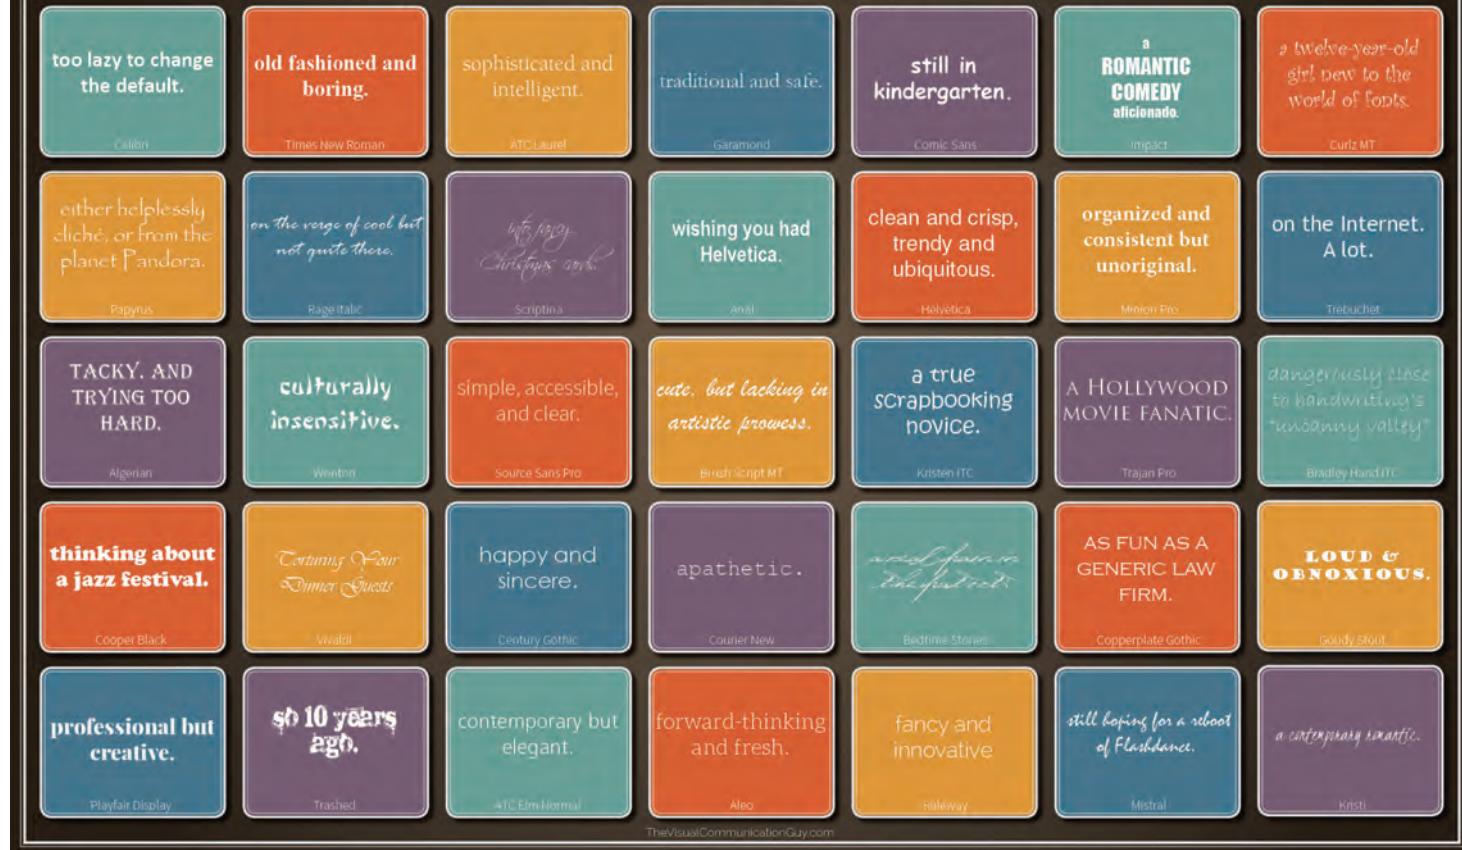 too lazy to change
the default.
Calibri
old fashioned and
boring.
Times New Roman
sophisticated and
intelligent.
ATC Laurel
traditional and safe.
Garamond
still in
kindergarten.
Comic Sans
a
ROMANTIC
COMEDY
aficionado.
Impact
a twelve-year-old
girl new to the
world of fonts.
Curlz MT
either helplessly
cliché, or from the
planet Pandora.
Papyrus
on the verge of cool but
not quite there.
Rage Italic
into fancy
Christmas cards.
Scriptina
wishing you had
Helvetica.
Arial
clean and crisp,
trendy and
ubiquitous.
Helvetica
organized and
consistent but
unoriginal.
Minion Pro
on the Internet.
A lot.
Trebuchet
TACKY. AND
TRYING TOO
HARD.
Algerian
culturally
insensitive.
Wonton
simple, accessible,
and clear.
Source Sans Pro
cute, but lacking in
artistic prowess.
Brush Script MT
a true
scrapbooking
novice.
Kristen ITC
A HOLLYWOOD
MOVIE FANATIC.
Trajan Pro
dangerously close
to handwriting's
"uncanny valley"
Bradley Hand ITC
thinking about
a jazz festival.
Cooper Black
Torturing Your
Dinner Guests
Vivaldi
happy and
sincere.
Century Gothic
apathetic.
Courier New
Bedtime Stories
AS FUN AS A
GENERIC LAW
FIRM.
Copperplate Gothic
LOUD &
OBNOXIOUS.
Goudy Stout
professional but
creative.
Playfair Display
so 10 years
ago.
Trashed
contemporary but
elegant.
ATC Elm Normal
forward-thinking
and fresh.
Aleo
fancy and
innovative
Raleway
still hoping for a reboot
of Flashdance.
Mistral
a contemporary romantic.
Kristi
TheVisualCommunicationGuy.com